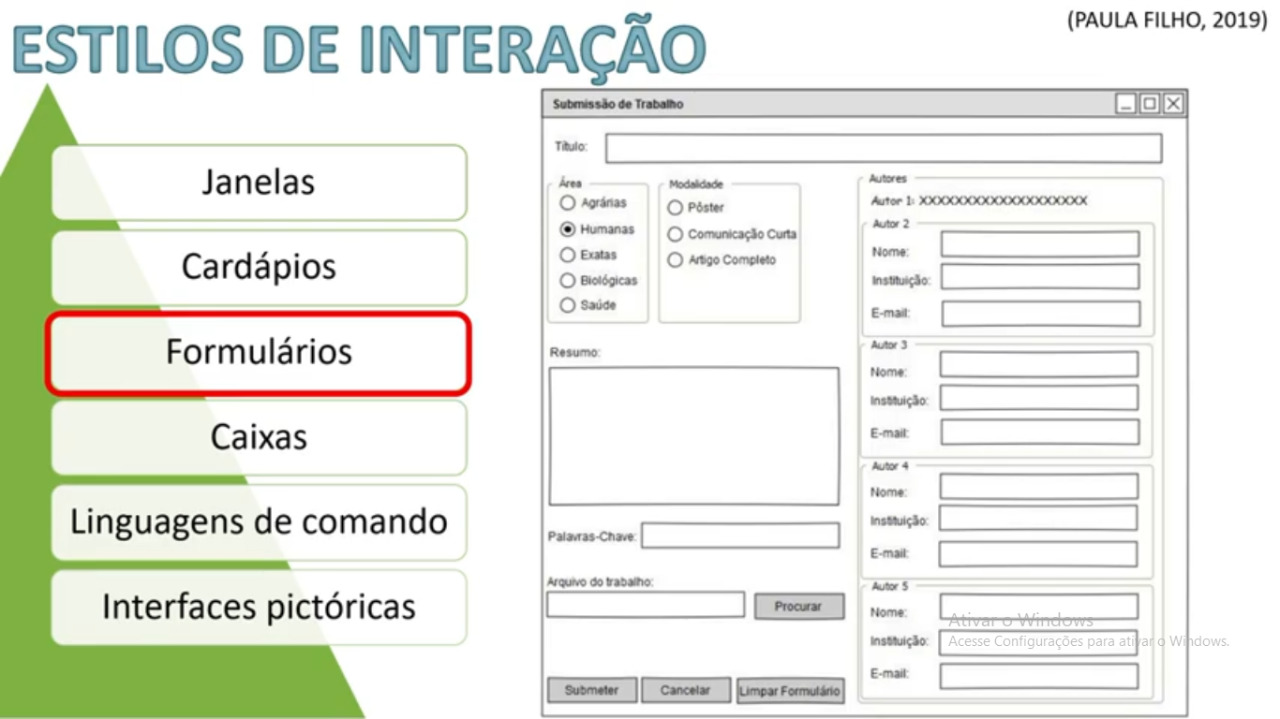 (PAULA FILHO, 2019)
ESTILOS DE INTERAÇÃO
Janelas
Cardápios
Formulários
Caixas
Linguagens de comando
Interfaces pictóricas
Submissão de Trabalho
Título:
Área
Agrárias
Humanas
Exatas
Biológicas
Saúde
Modalidade
Pôster
Comunicação Curta
Artigo Completo
Resumo:
Palavras-Chave:
Arquivo do trabalho:
Procurar
Submeter
Cancelar
Limpar Formulário
Autores
Autor 1: XXXXXXXXXXXXXXXXXXX
Autor 2
Nome:
Instituição:
E-mail:
Autor 3
Nome:
Instituição:
E-mail:
Autor 4
Nome:
Instituição:
E-mail:
Autor 5
Nome:
Instituição:
E-mail:
Ativar o Windows
Acesse Configurações para ativar o Windows.